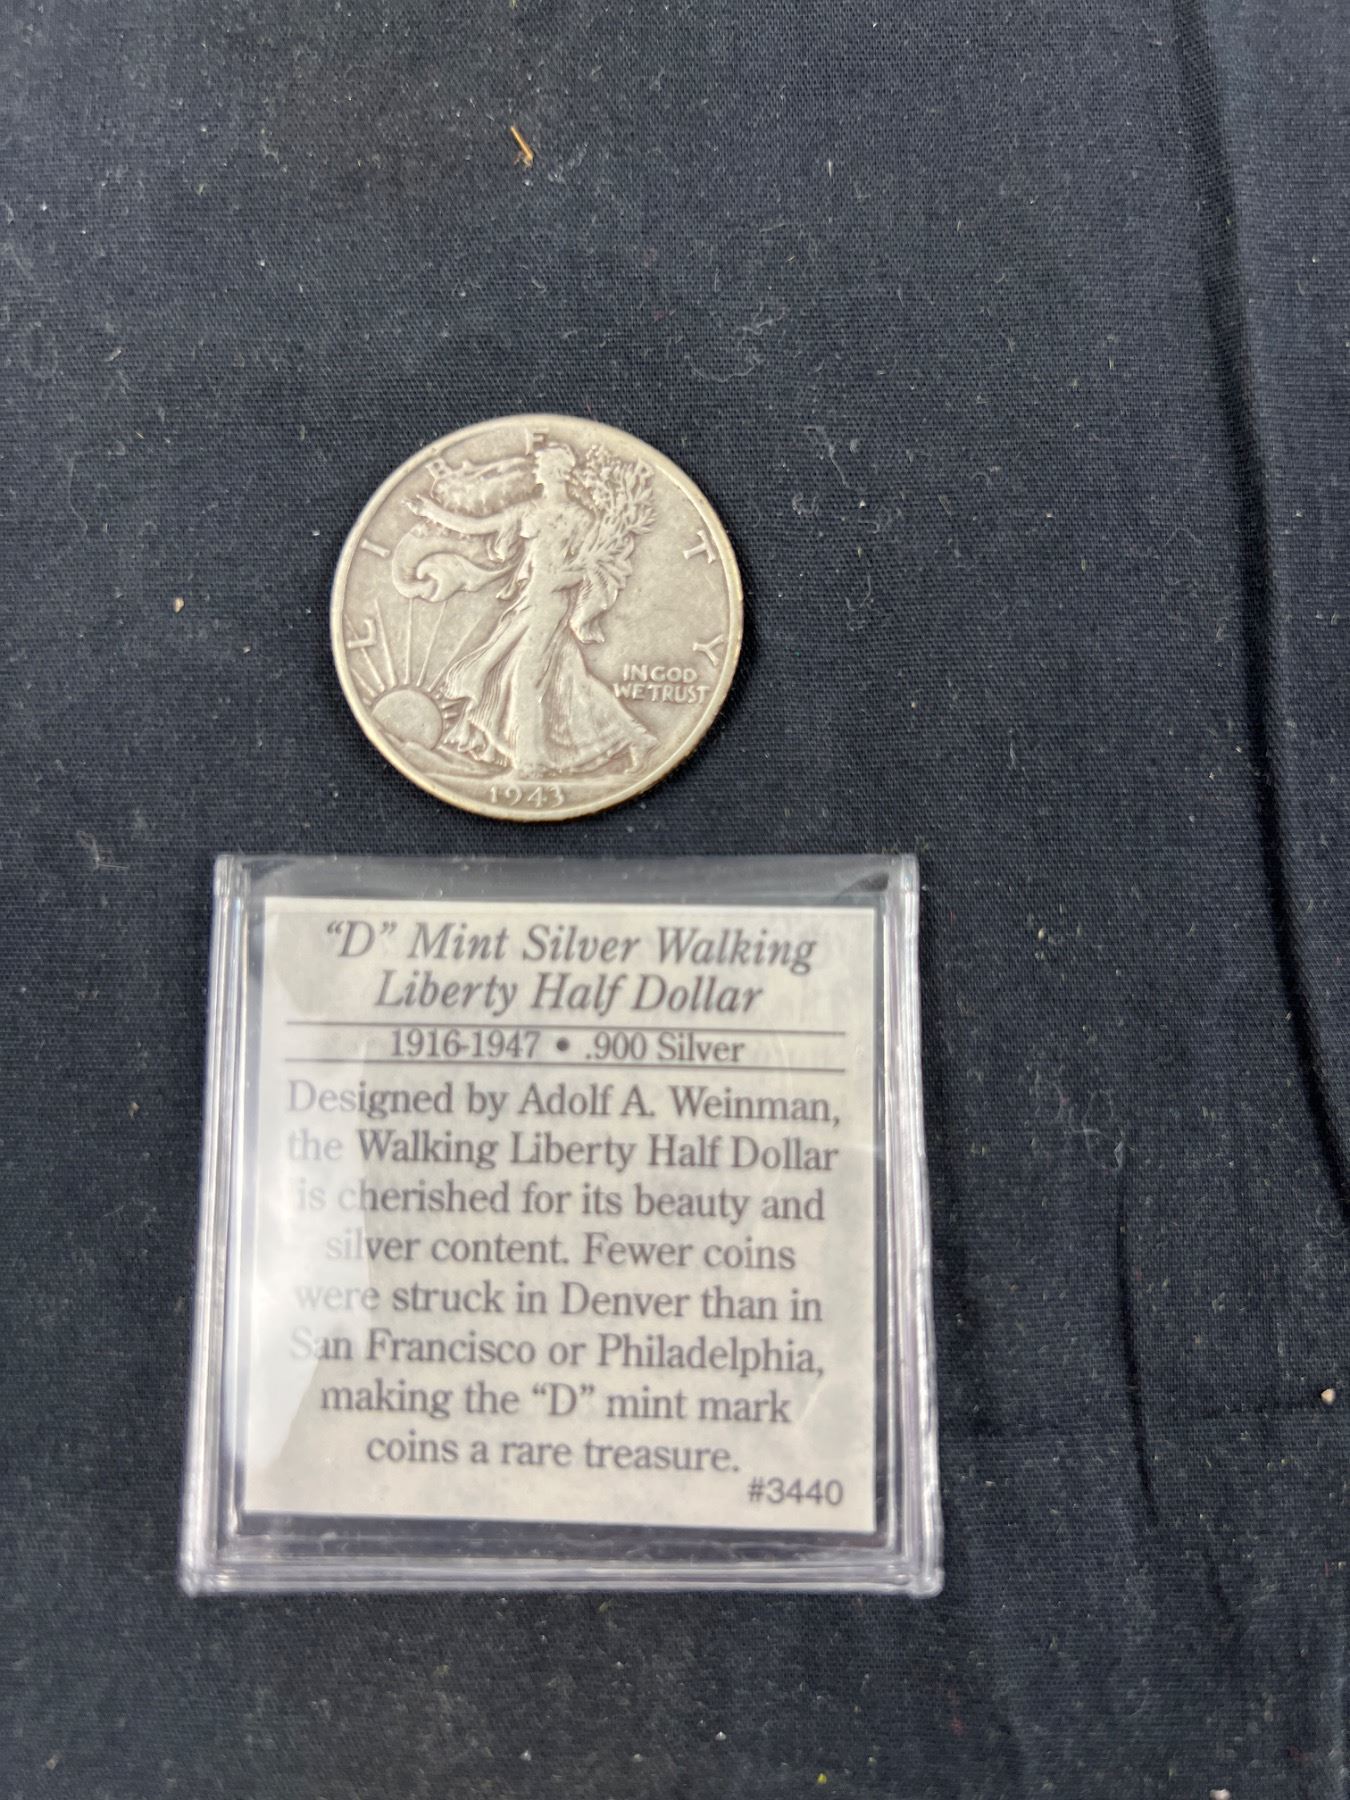 LIBERTY
IN GOD
WE TRUST
1943
"D" Mint Silver Walking
Liberty Half Dollar
1916-1947 • .900 Silver
Designed by Adolf A. Weinman,
the Walking Liberty Half Dollar
is cherished for its beauty and
silver content. Fewer coins
were struck in Denver than in
San Francisco or Philadelphia,
making the "D" mint mark
coins a rare treasure.
#3440